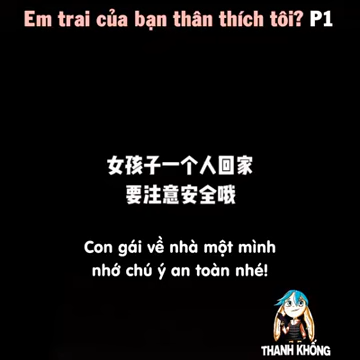 Em trai của bạn thân thích tôi? P1
女孩子一个人回家
要注意安全哦
Con gái về nhà một mình
nhớ chú ý an toàn nhé!
THANH KHỐNG